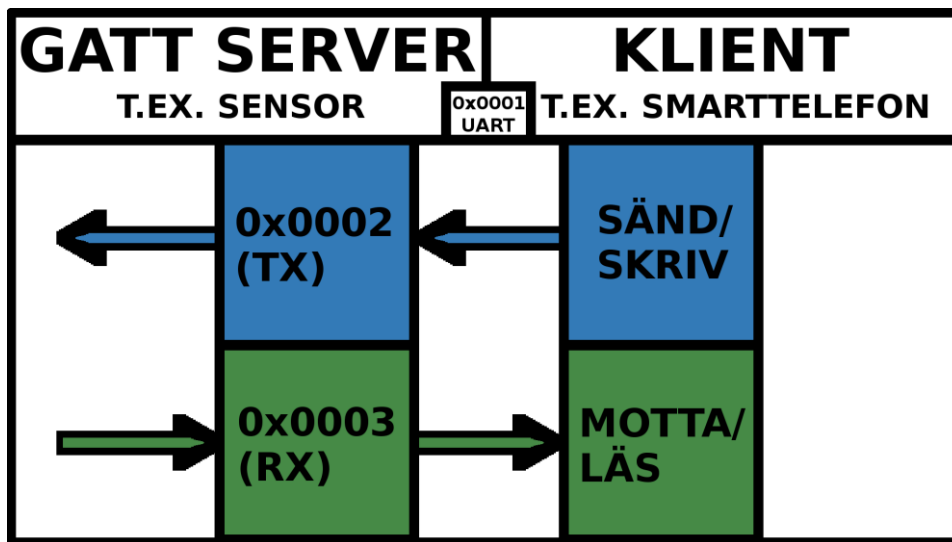 GATT SERVER
T.EX. SENSOR
KLIENT
T.EX. SMARTTELEFON
0x0001
UART
0x0002
(TX)
SÄND/
SKRIV
0x0003
(RX)
MOTTA/
LÄS